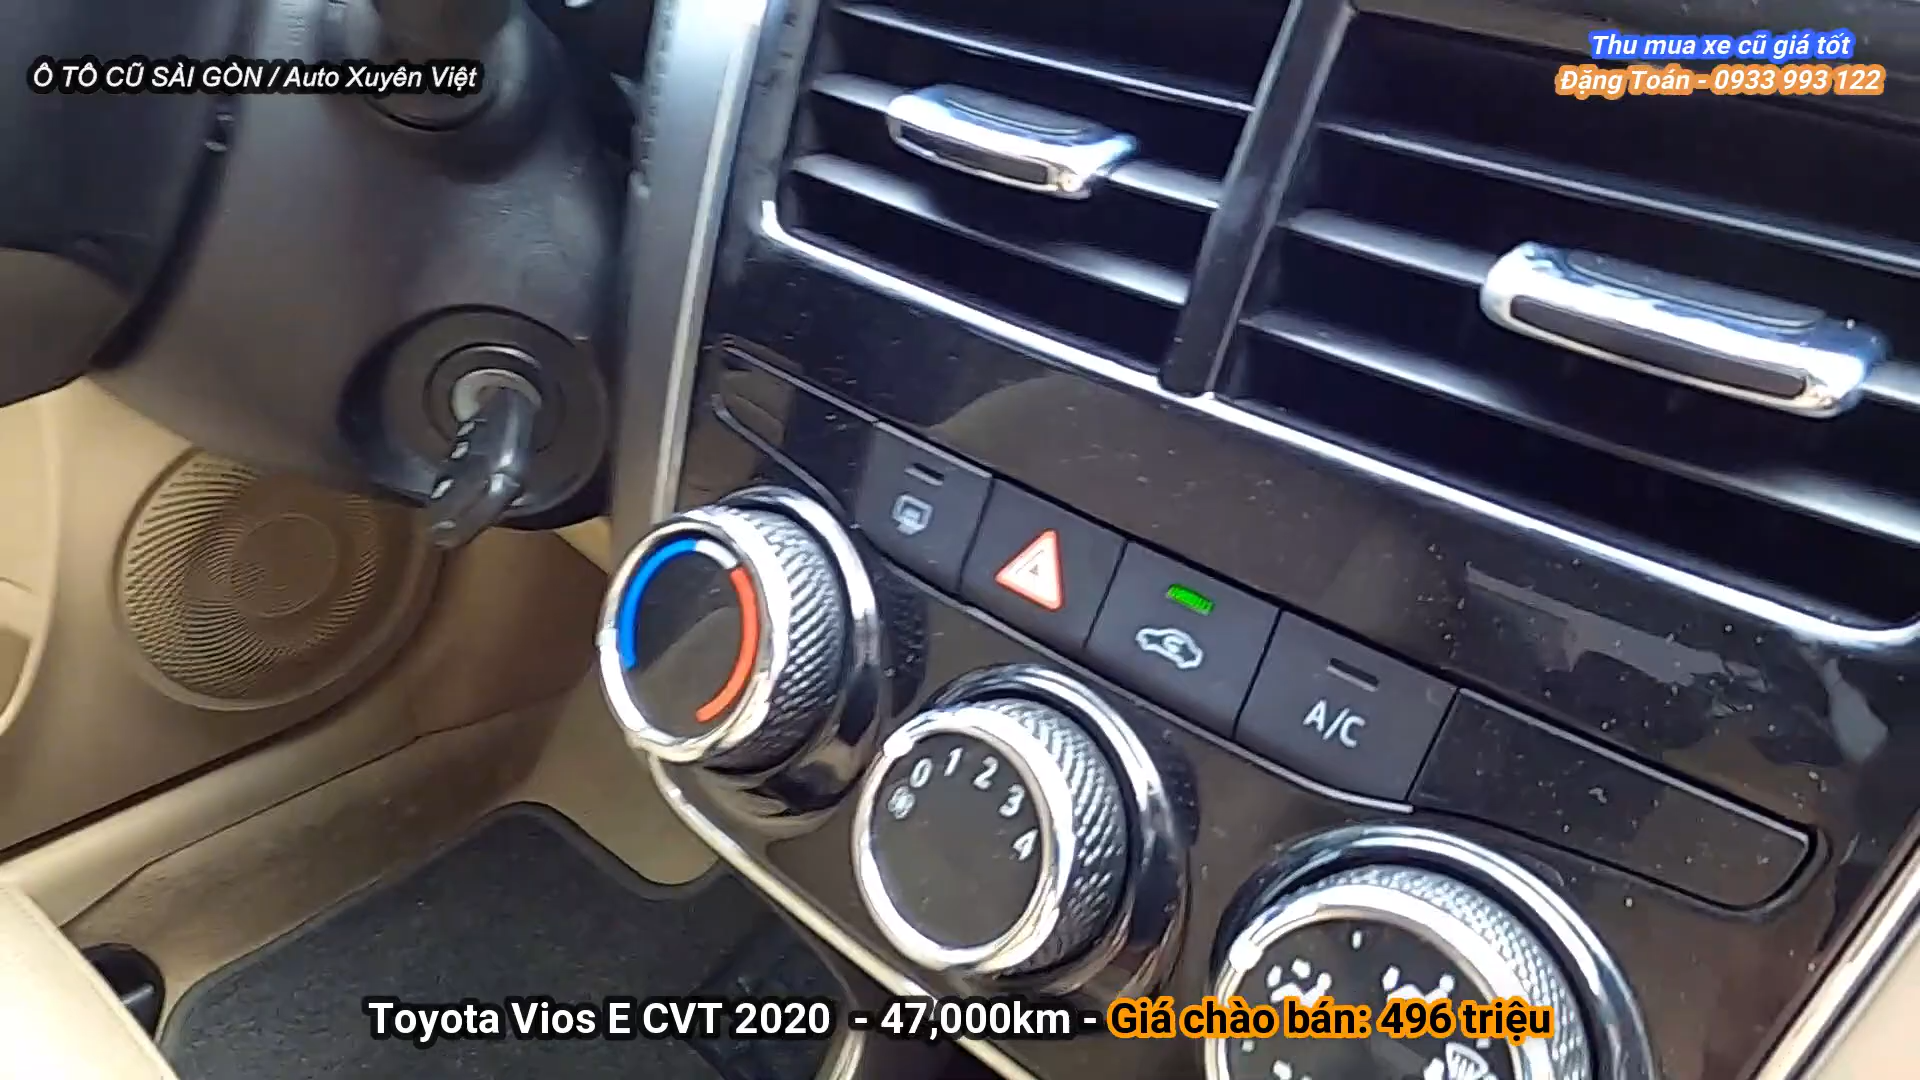 Ô TÔ CŨ SÀI GÒN / Auto Xuyên Việt
Thu mua xe cũ giá tốt
Đặng Toán - 0933 993 122
A/C
0 1 2 3 4
Toyota Vios E CVT 2020 - 47,000km - Giá chào bán: 496 triệu